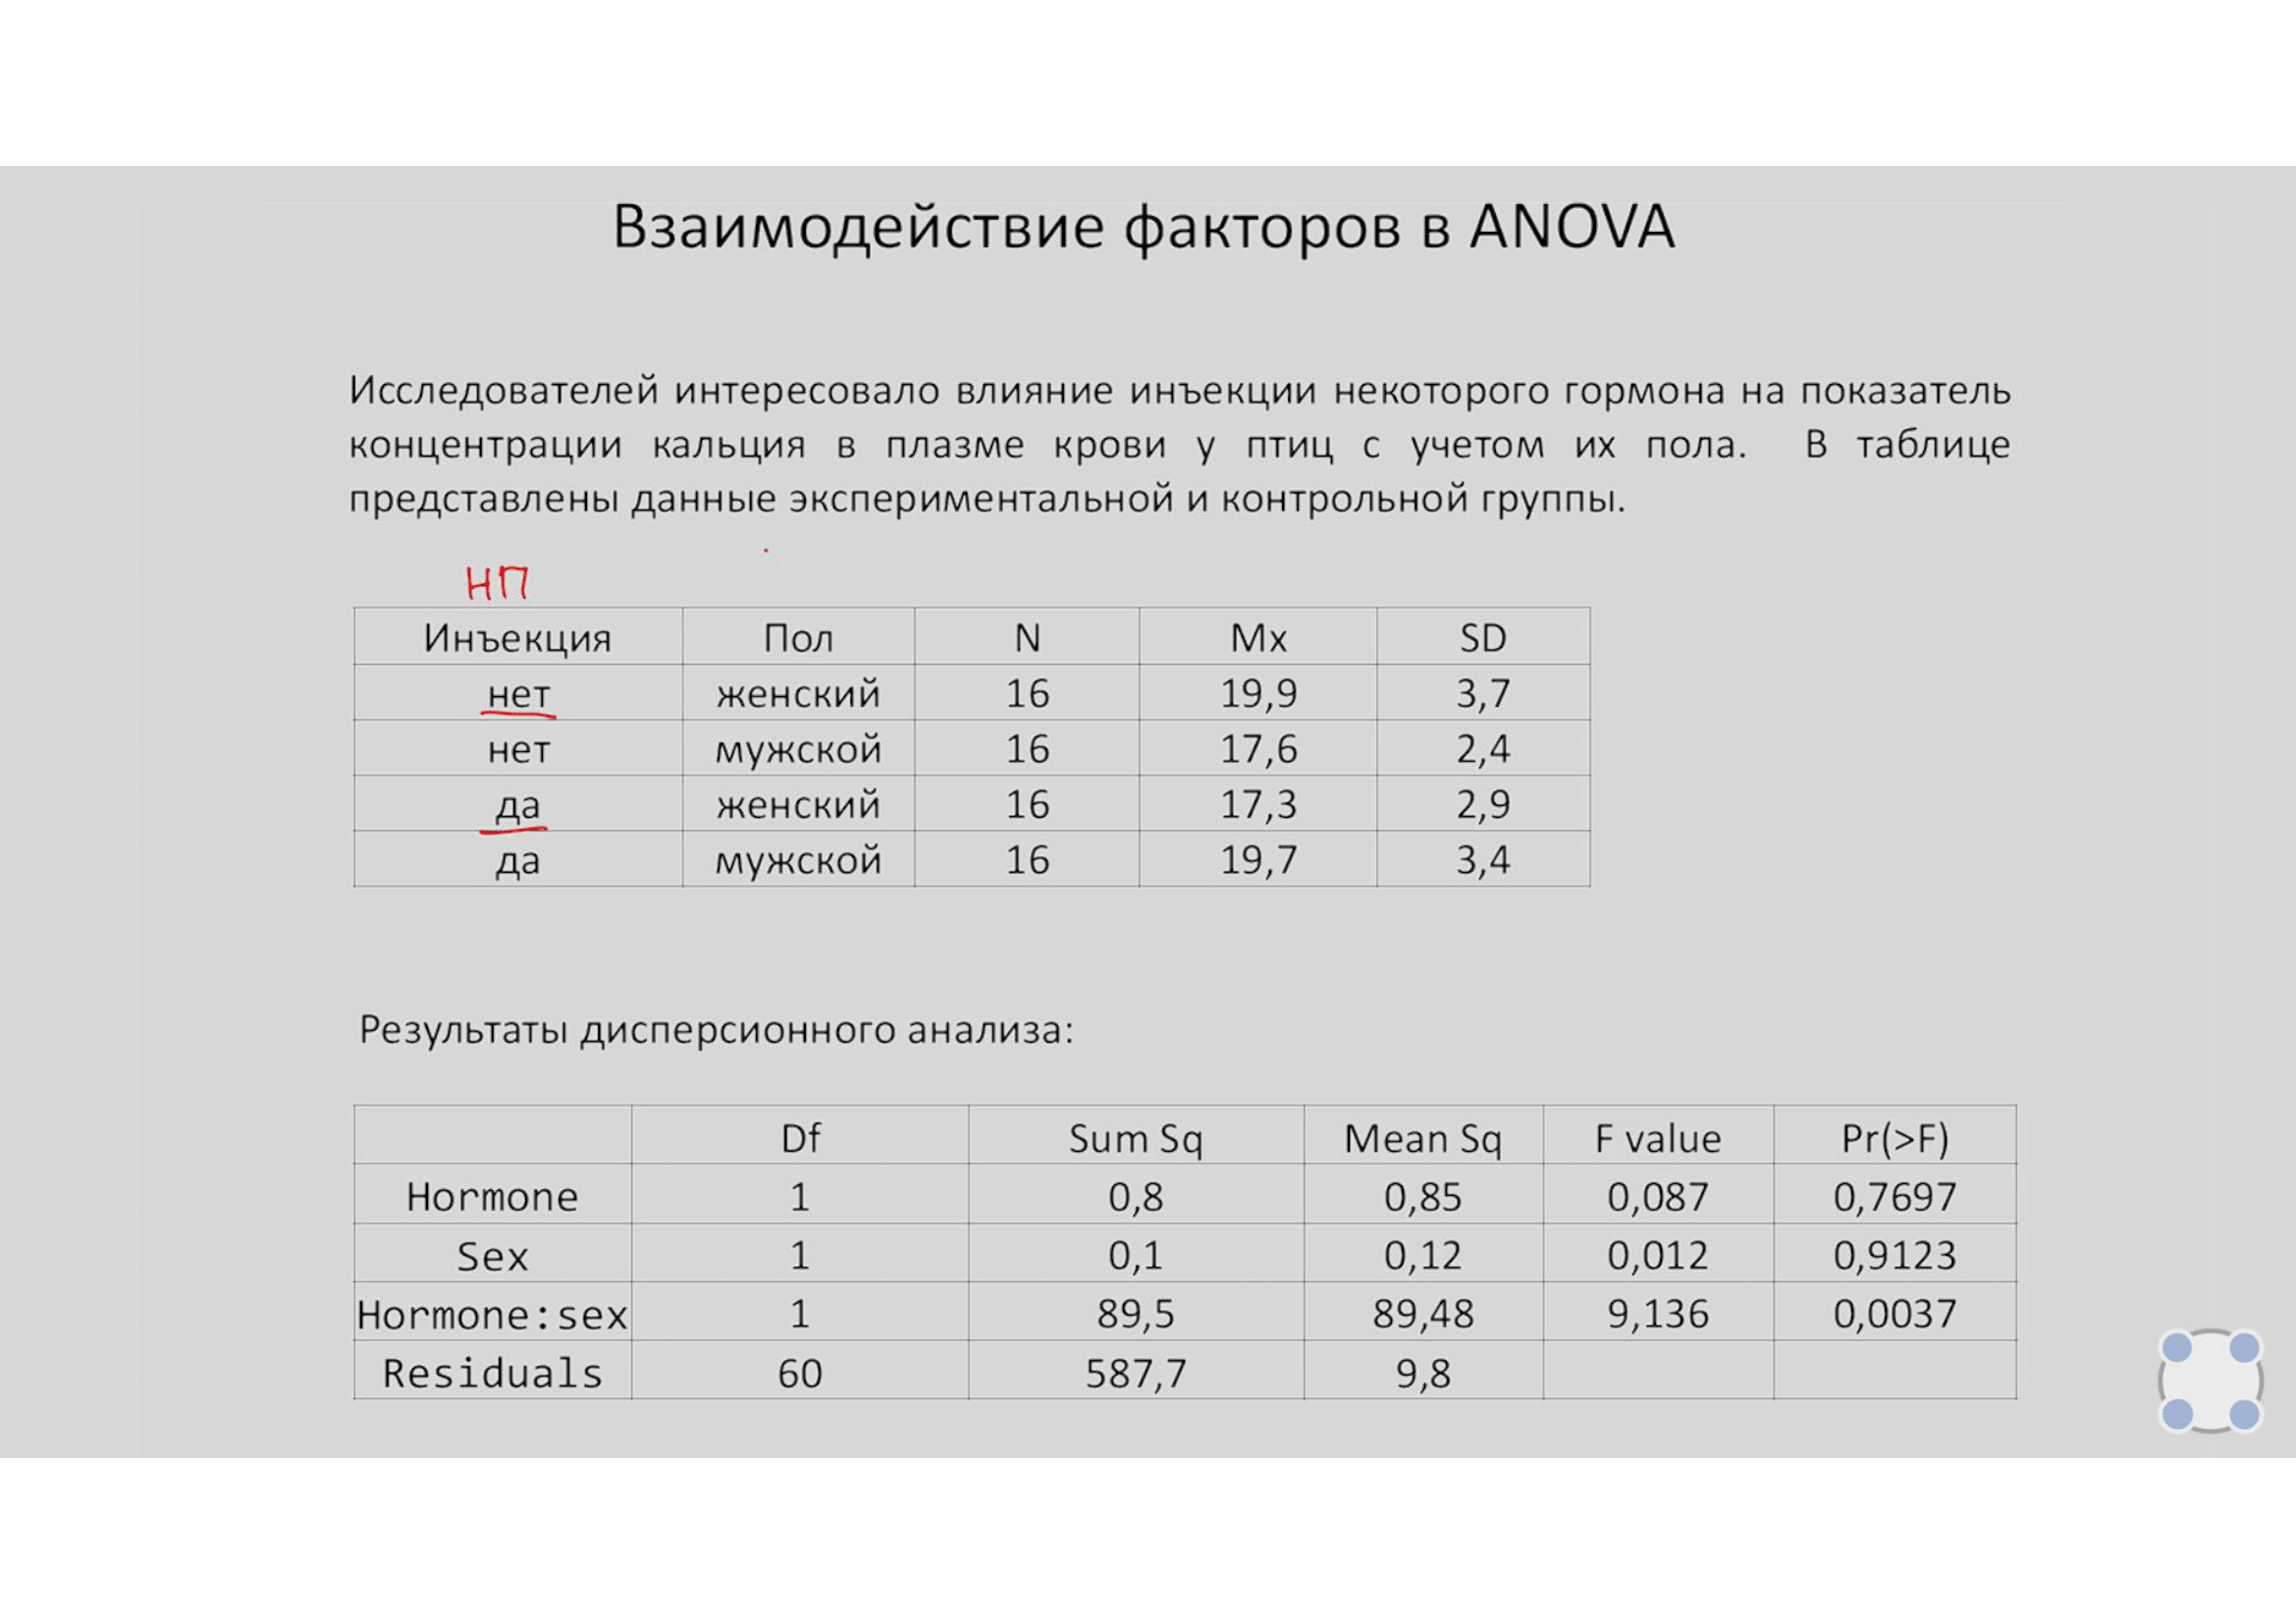 Взаимодействие факторов в ANOVA
Исследователей интересовало влияние инъекции некоторого гормона на показатель
концентрации кальция в плазме крови у птиц с учетом их пола. В таблице
представлены данные экспериментальной и контрольной группы.
НП
Инъекция Пол N Mx SD
нет женский 16 19,9 3,7
нет мужской 16 17,6 2,4
да женский 16 17,3 2,9
да мужской 16 19,7 3,4
Результаты дисперсионного анализа:
Df Sum Sq Mean Sq F value Pr(>F)
Hormone 1 0,8 0,85 0,087 0,7697
Sex 1 0,1 0,12 0,012 0,9123
Hormone:sex 1 89,5 89,48 9,136 0,0037
Residuals 60 587,7 9,8